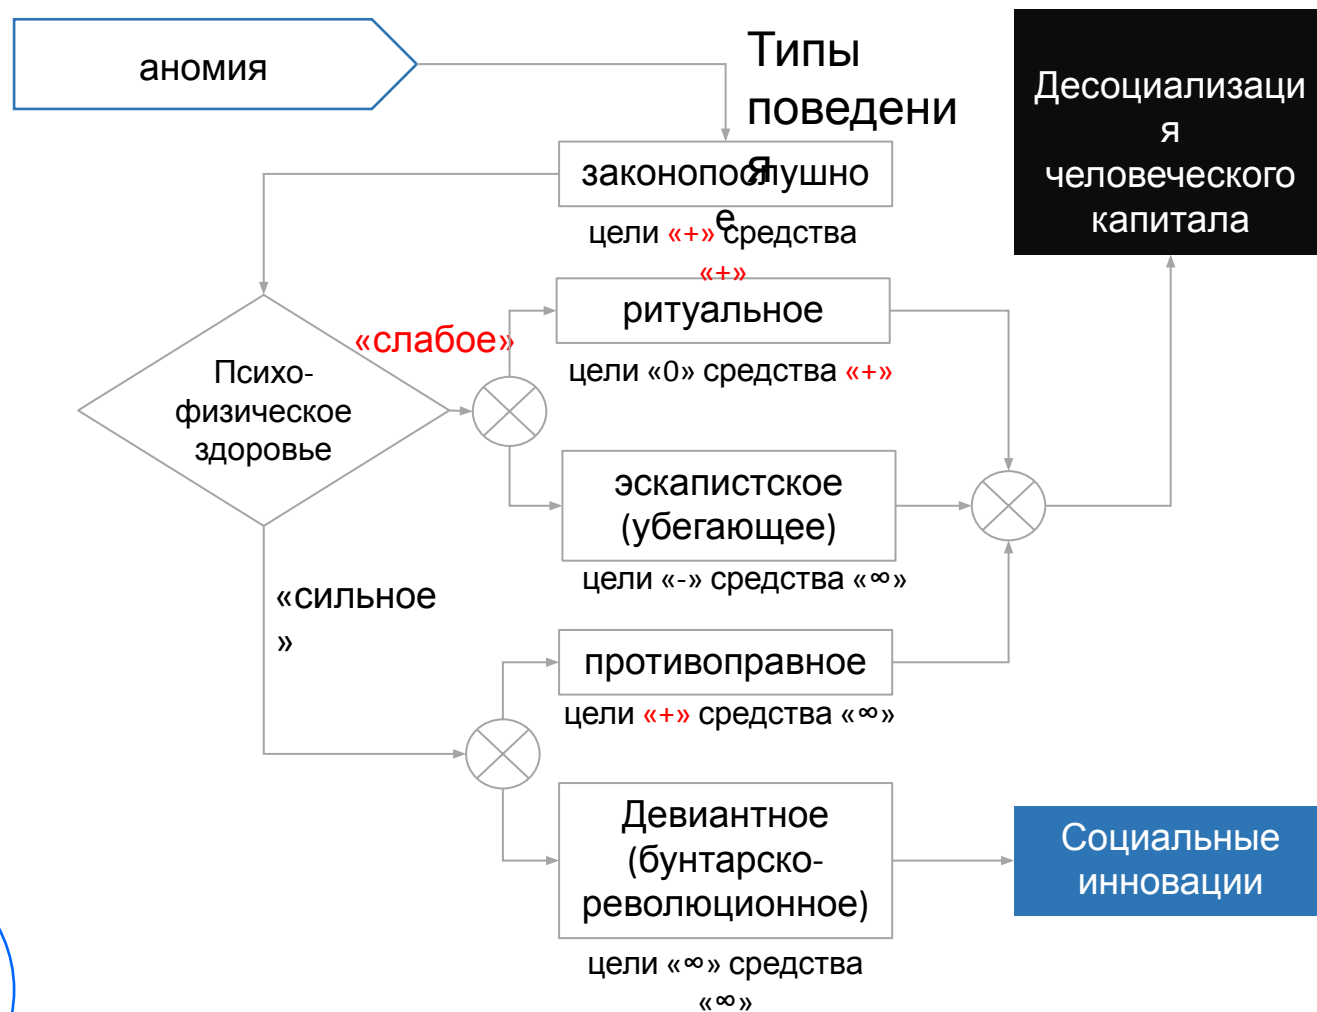 аномия
Типы
поведени
я
законопослушно
е
цели «+» средства
«+»
Десоциализаци
я
человеческого
капитала
«слабое»
Психо-
физическое
здоровье
ритуальное
цели «0» средства «+»
эскапистское
(убегающее)
цели «-» средства «∞»
«сильное
»
противоправное
цели «+» средства «∞»
Девиантное
(бунтарско-
революционное)
цели «∞» средства
«∞»
Социальные
инновации